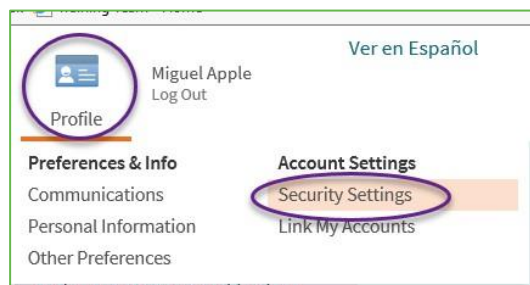 Ver en Español
Miguel Apple
Log Out
Profile
Preferences & Info
Account Settings
Communications
Security Settings
Personal Information
Link My Accounts
Other Preferences